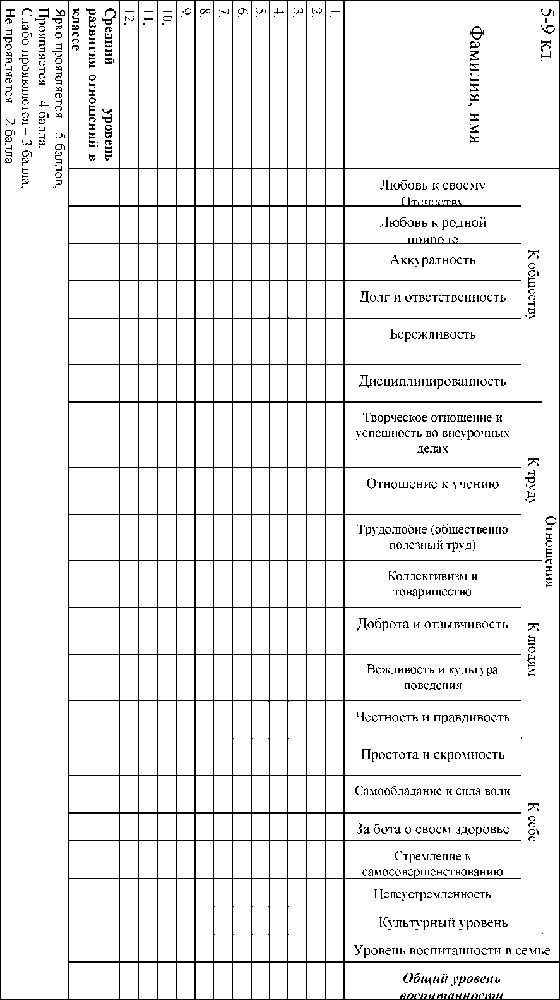 5-9 кл.
Фамилия, имя
Отношения
К обществу
К труду
К людям
К себе
Любовь к своему
Отечеству
Любовь к родной
природе
Аккуратность
Долг и ответственность
Бережливость
Дисциплинированность
Творческое отношение и
успешность во внеурочных
делах
Отношение к учению
Трудолюбие (общественно
полезный труд)
Коллективизм и
товарищество
Доброта и отзывчивость
Вежливость и культура
поведения
Честность и правдивость
Простота и скромность
Самообладание и сила воли
За бота о своем здоровье
Стремление к
самосовершенствованию
Целеустремленность
Культурный уровень
Уровень воспитанности в семье
Общий уровень
воспитанности
1.
2.
3.
4.
5.
6.
7.
8.
9.
10.
11.
12.
Средний уровень
развития отношений в
классе
Ярко проявляется – 5 баллов,
Проявляется – 4 балла,
Слабо проявляется – 3 балла,
Не проявляется – 2 балла